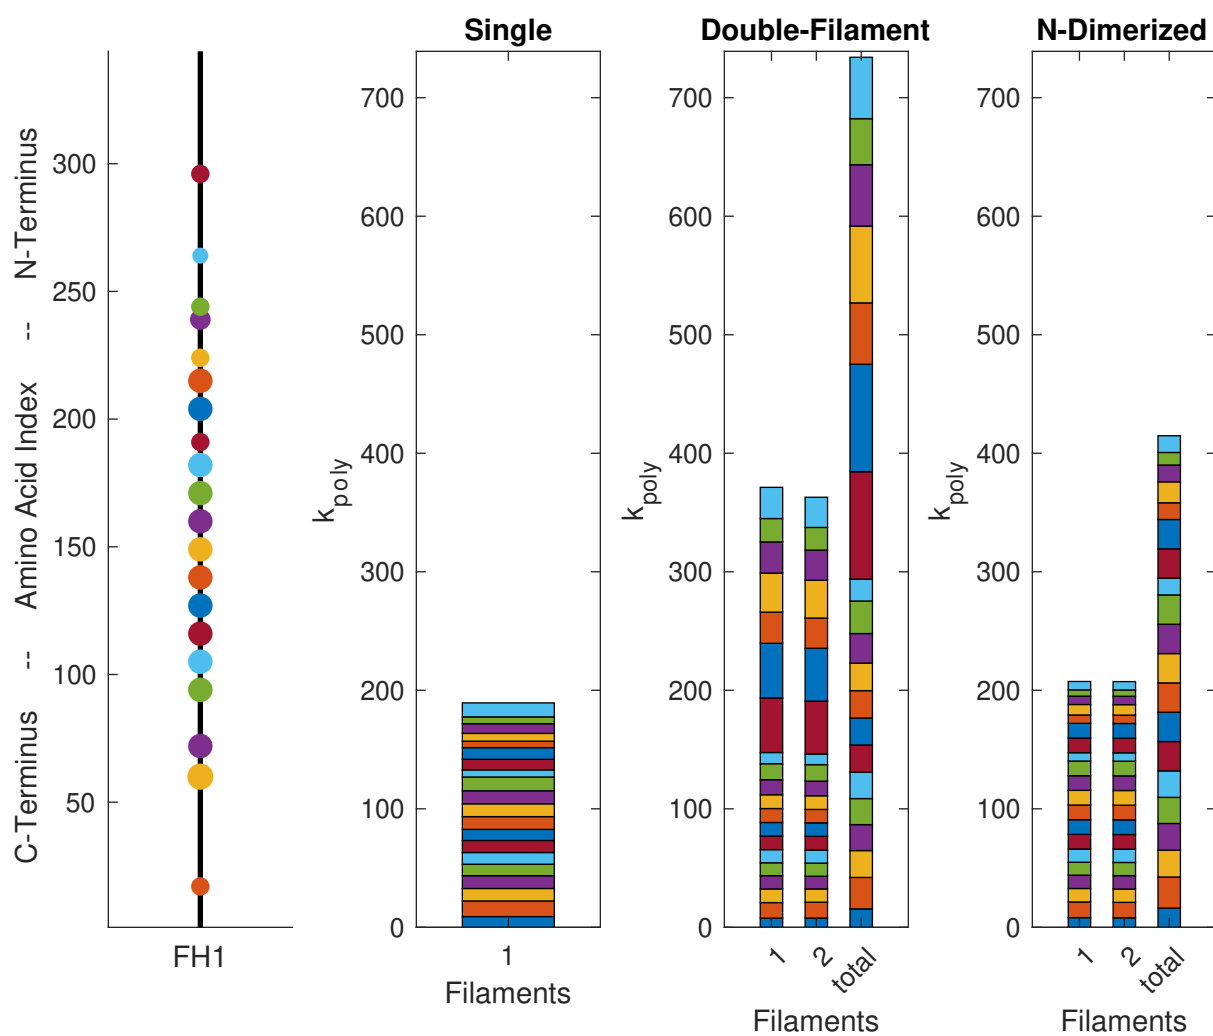 Single
Double-Filament
N-Dimerized
C-Terminus -- Amino Acid Index -- N-Terminus
300
250
200
150
100
50
FH1
k_poly
700
600
500
400
300
200
100
0
1
Filaments
k_poly
700
600
500
400
300
200
100
0
1
2
total
Filaments
k_poly
700
600
500
400
300
200
100
0
1
2
total
Filaments